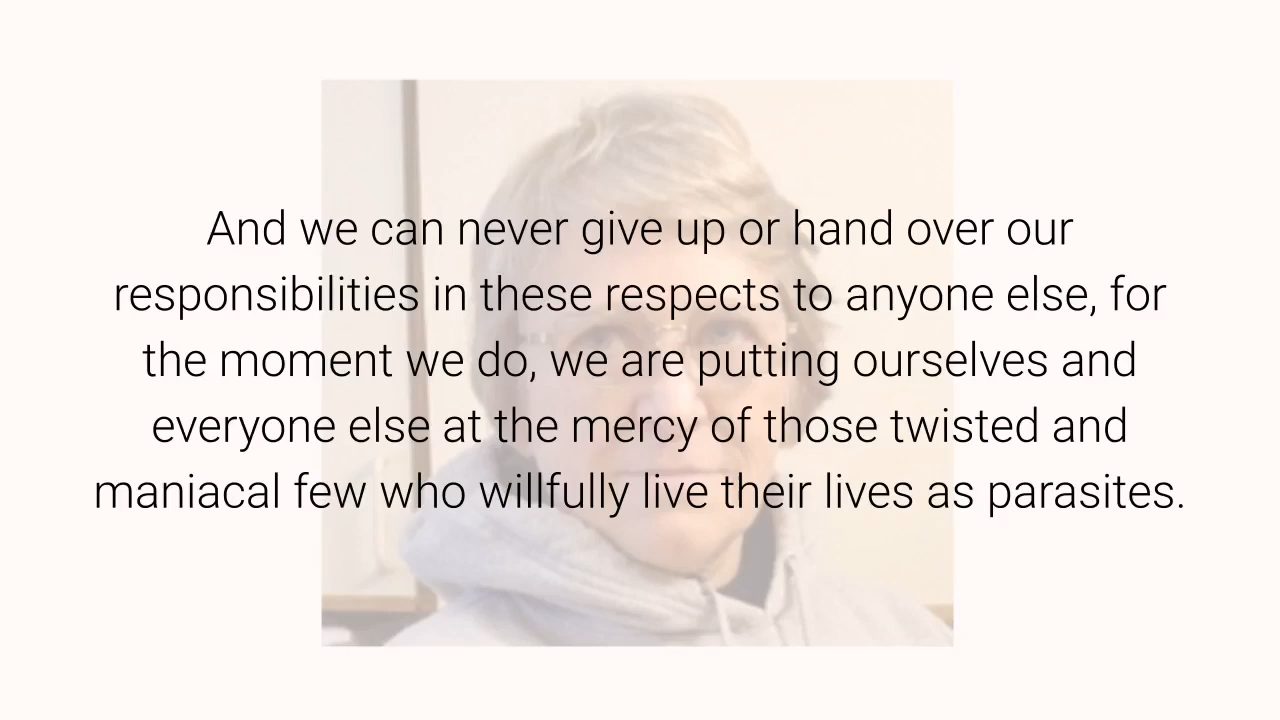 And we can never give up or hand over our
responsibilities in these respects to anyone else, for
the moment we do, we are putting ourselves and
everyone else at the mercy of those twisted and
maniacal few who willfully live their lives as parasites.